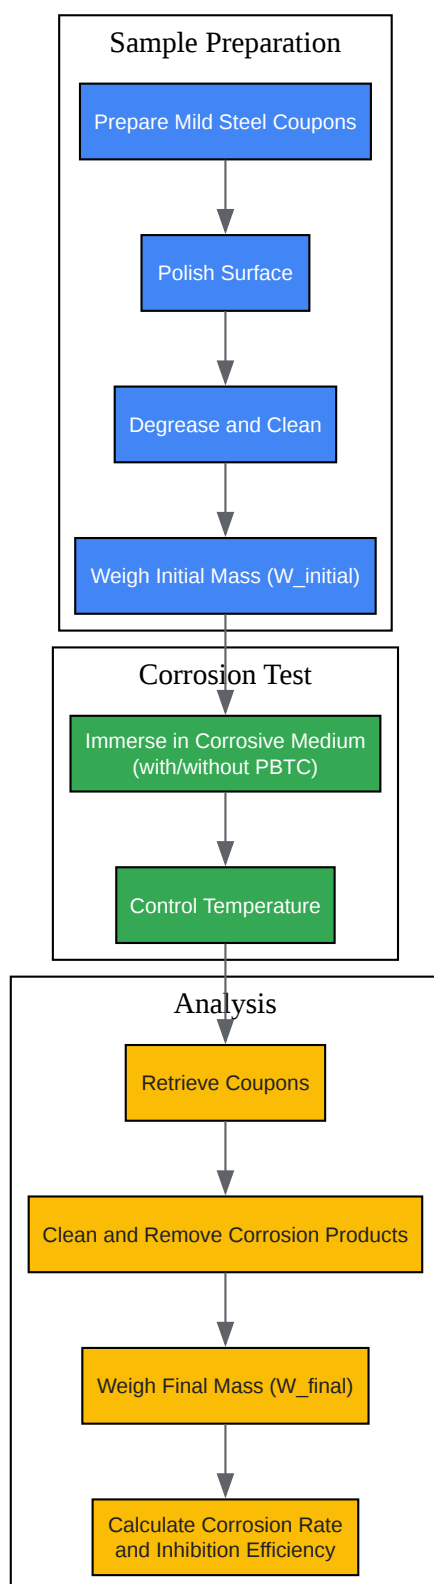 Sample Preparation
Prepare Mild Steel Coupons
Polish Surface
Degrease and Clean
Weigh Initial Mass (W_initial)
Corrosion Test
Immerse in Corrosive Medium
(with/without PBTC)
Control Temperature
Analysis
Retrieve Coupons
Clean and Remove Corrosion Products
Weigh Final Mass (W_final)
Calculate Corrosion Rate
and Inhibition Efficiency